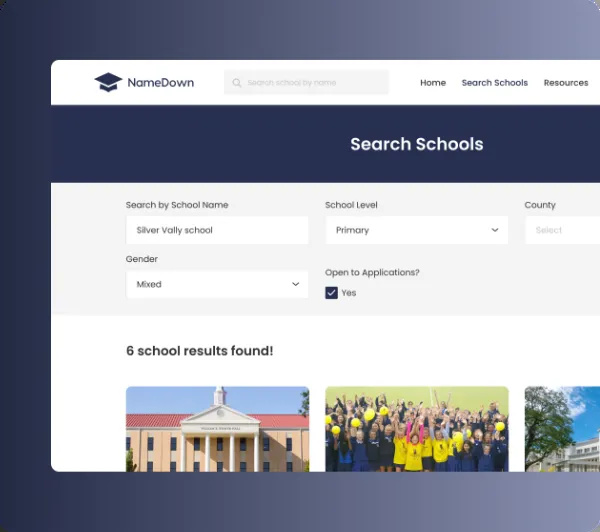 NameDown
Search school by name
Home
Search Schools
Resources
Search Schools
Search by School Name
School Level
County
Silver Vally school
Primary
Select
Gender
Open to Applications?
Mixed
Yes
6 school results found!